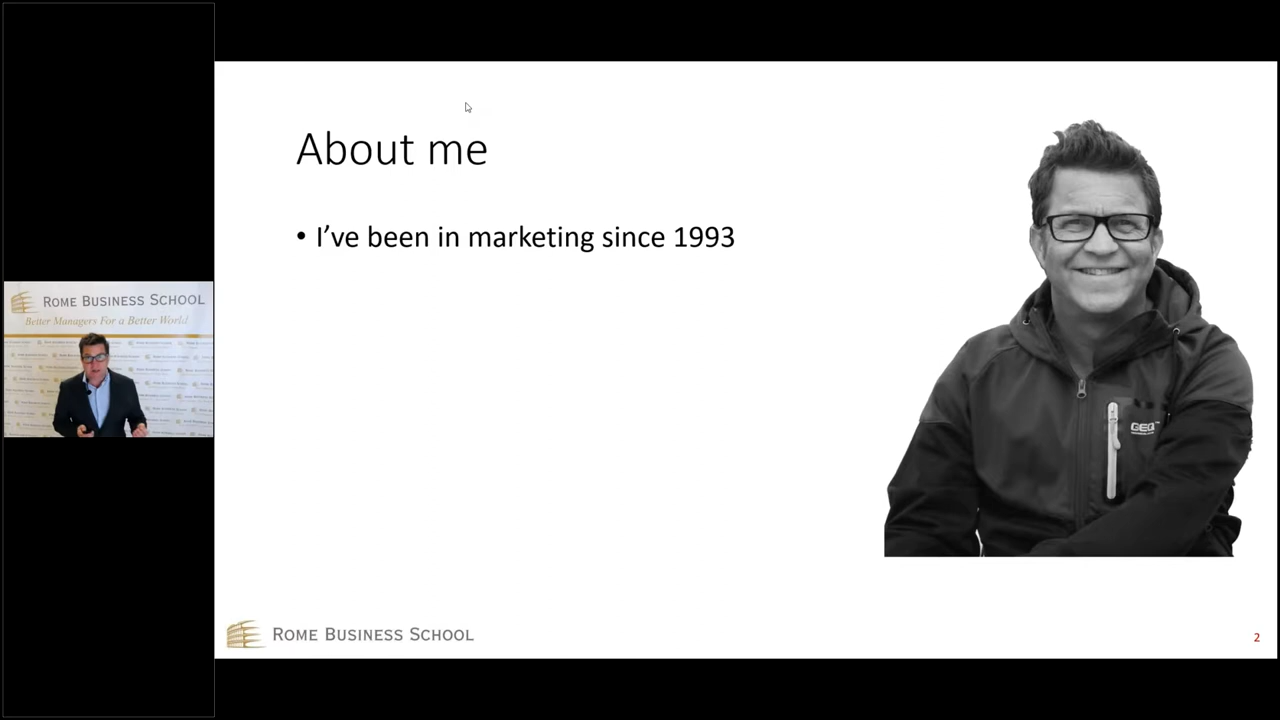 About me
• I’ve been in marketing since 1993
GEQ
ROME BUSINESS SCHOOL
Better Managers For a Better World
ROME BUSINESS SCHOOL
2